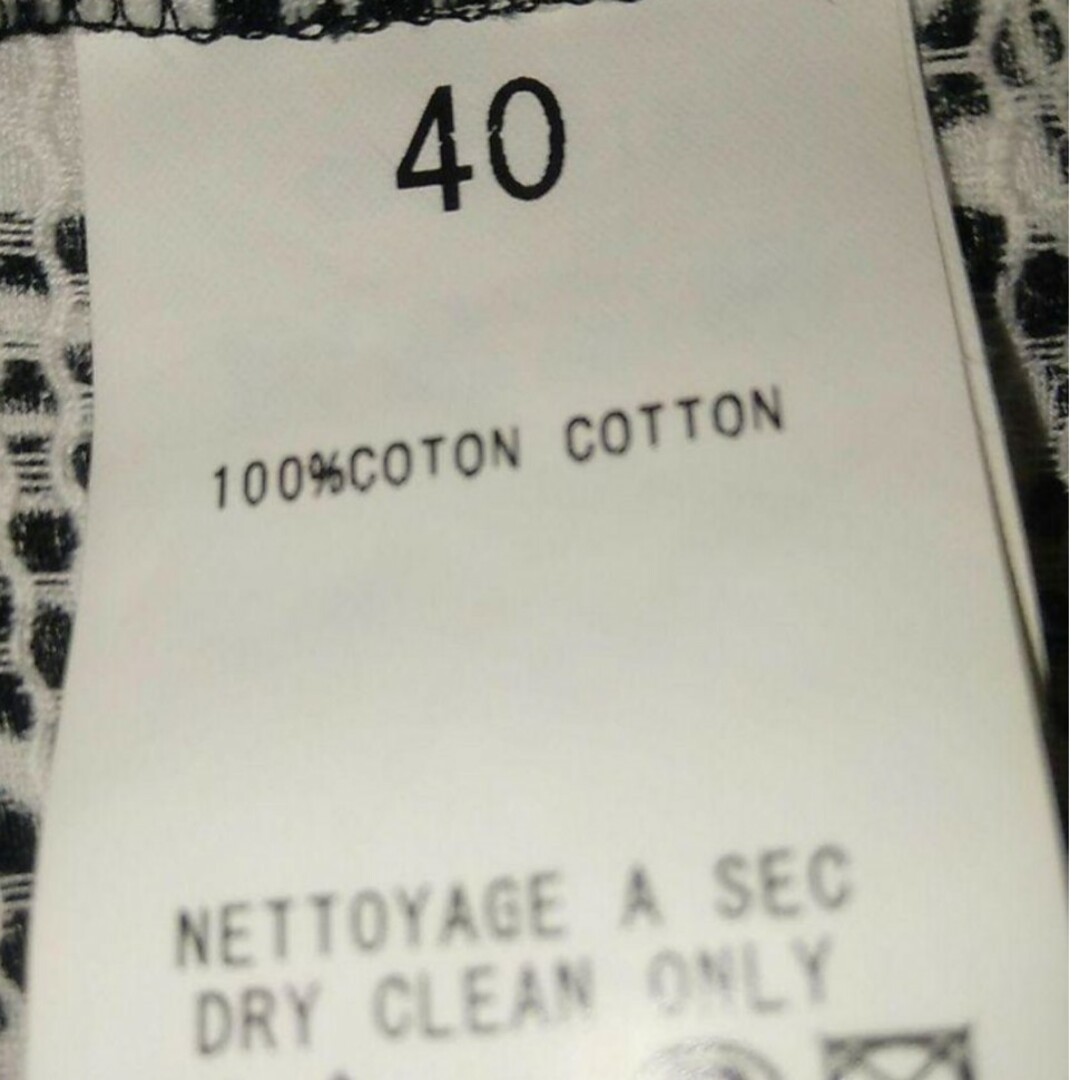 40
100%COTON COTTON
NETTOYAGE A SEC
DRY CLEAN ONLY